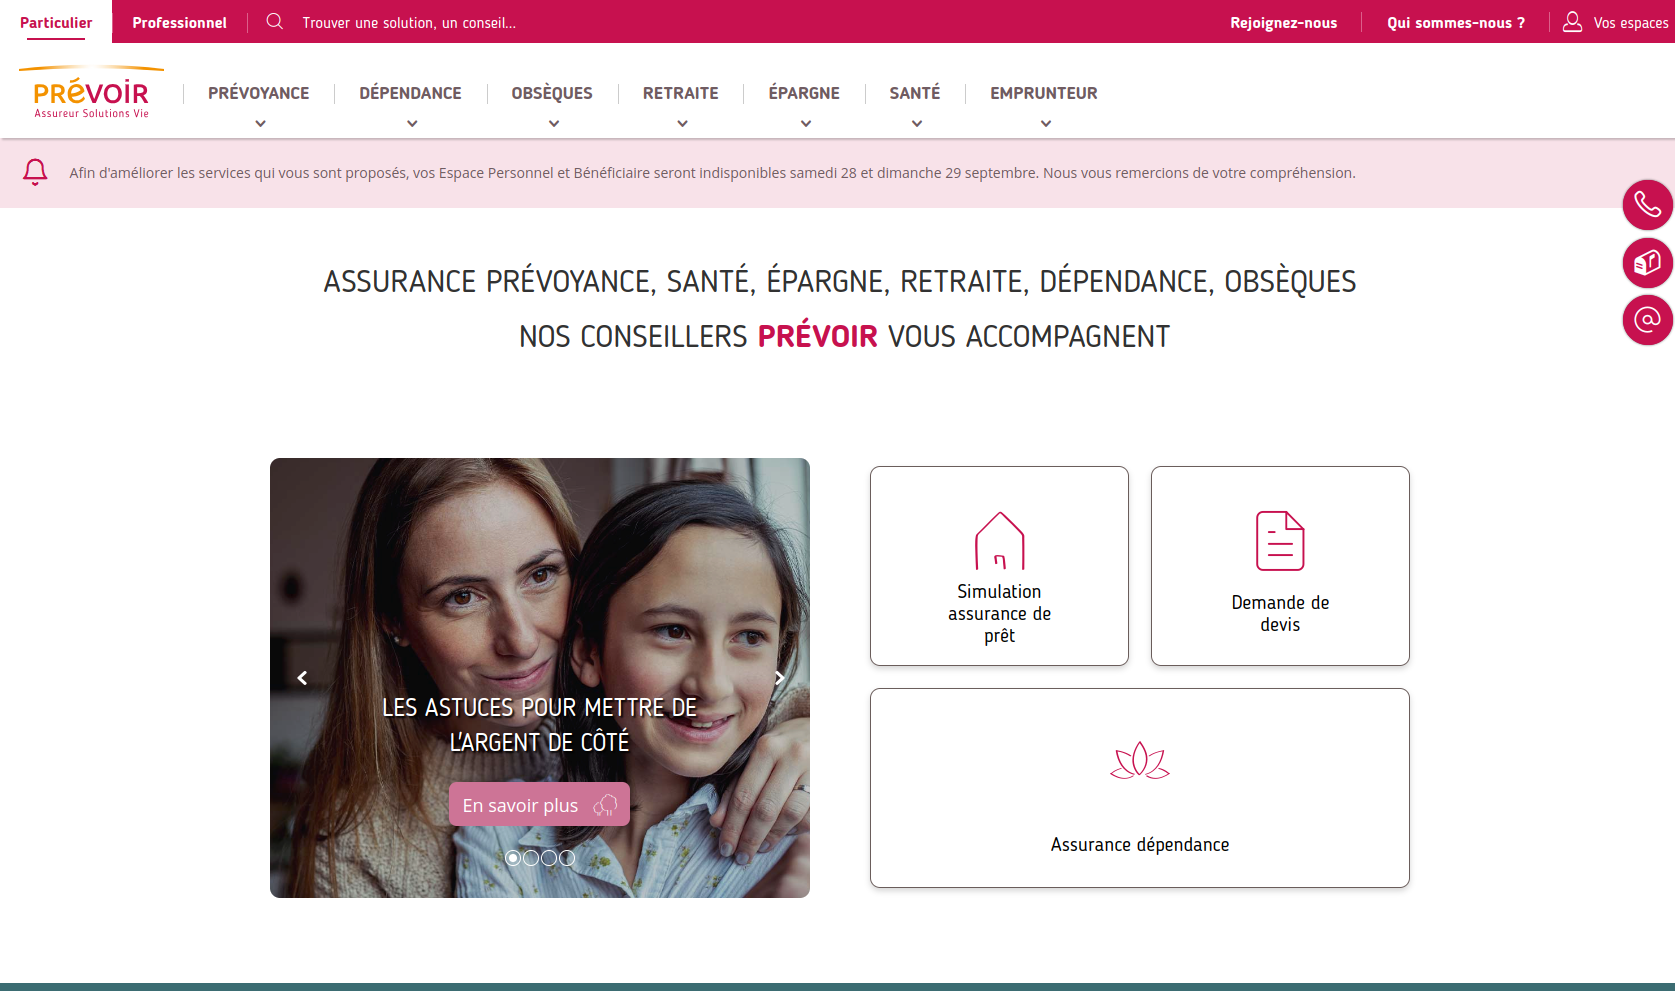 Particulier
Professionnel
Trouver une solution, un conseil...
Rejoignez-nous
Qui sommes-nous ?
Vos espaces
PRÉVOIR
Assureur Solutions Vie
PRÉVOYANCE
DÉPENDANCE
OBSÈQUES
RETRAITE
ÉPARGNE
SANTÉ
EMPRUNTEUR
Afin d'améliorer les services qui vous sont proposés, vos Espace Personnel et Bénéficiaire seront indisponibles samedi 28 et dimanche 29 septembre. Nous vous remercions de votre compréhension.
ASSURANCE PRÉVOYANCE, SANTÉ, ÉPARGNE, RETRAITE, DÉPENDANCE, OBSÈQUES
NOS CONSEILLERS PRÉVOIR VOUS ACCOMPAGNENT
LES ASTUCES POUR METTRE DE
L'ARGENT DE CÔTÉ
En savoir plus
Simulation
assurance de
prêt
Demande de
devis
Assurance dépendance